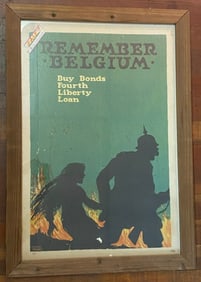 REMEMBER
·BELGIUM·
Buy Bonds
Fourth
Liberty
Loan